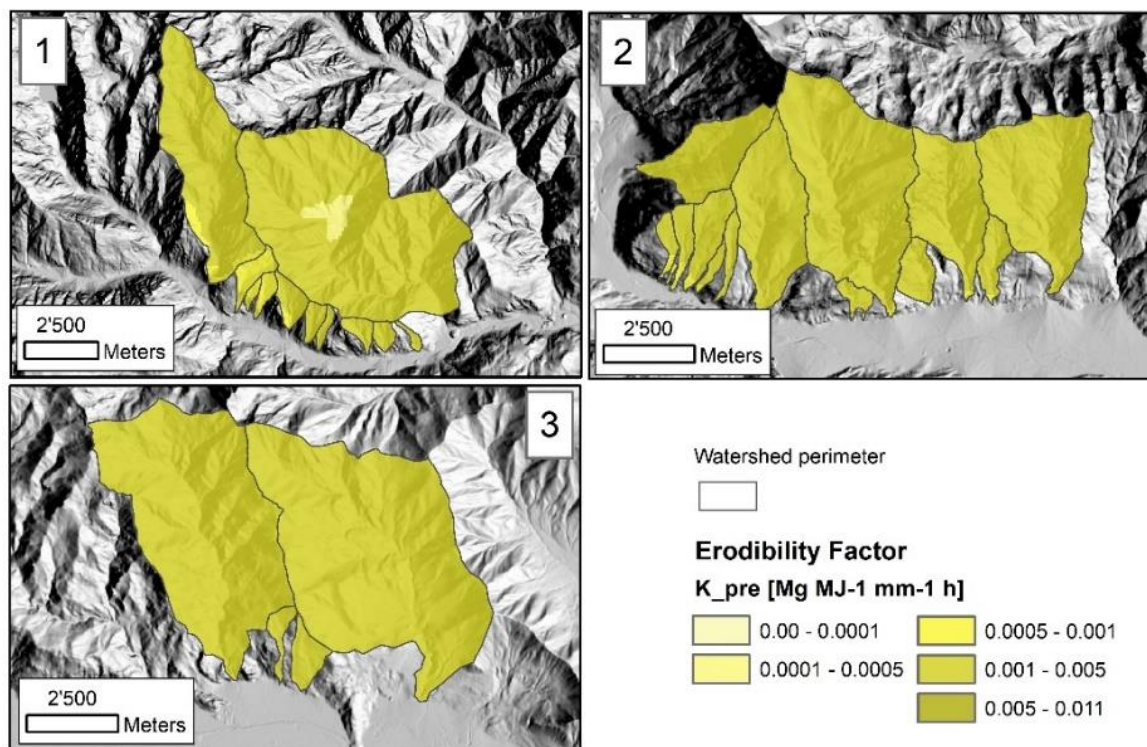 1
2'500
Meters
2
2'500
Meters
3
2'500
Meters
Watershed perimeter
Erodibility Factor
K_pre [Mg MJ-1 mm-1 h]
0.00 - 0.0001
0.0001 - 0.0005
0.0005 - 0.001
0.001 - 0.005
0.005 - 0.011